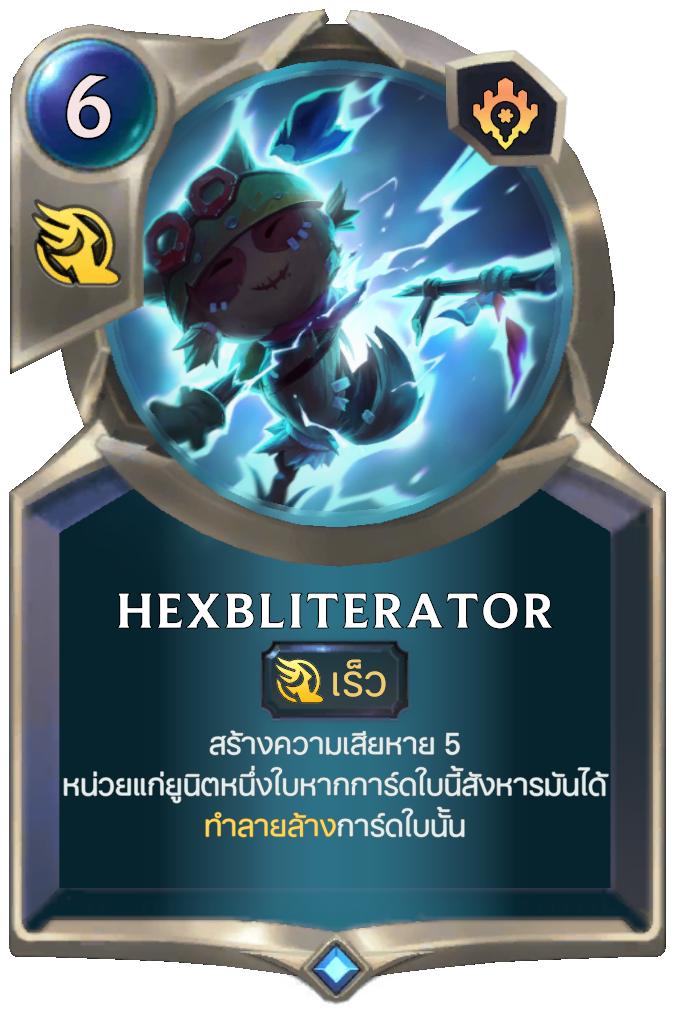 6
HEXBLITERATOR
เร็ว
สร้างความเสียหาย 5
หน่วยแก่ยูนิตหนึ่งใบหากการ์ดใบนี้สังหารมันได้
ทำลายล้างการ์ดใบนั้น